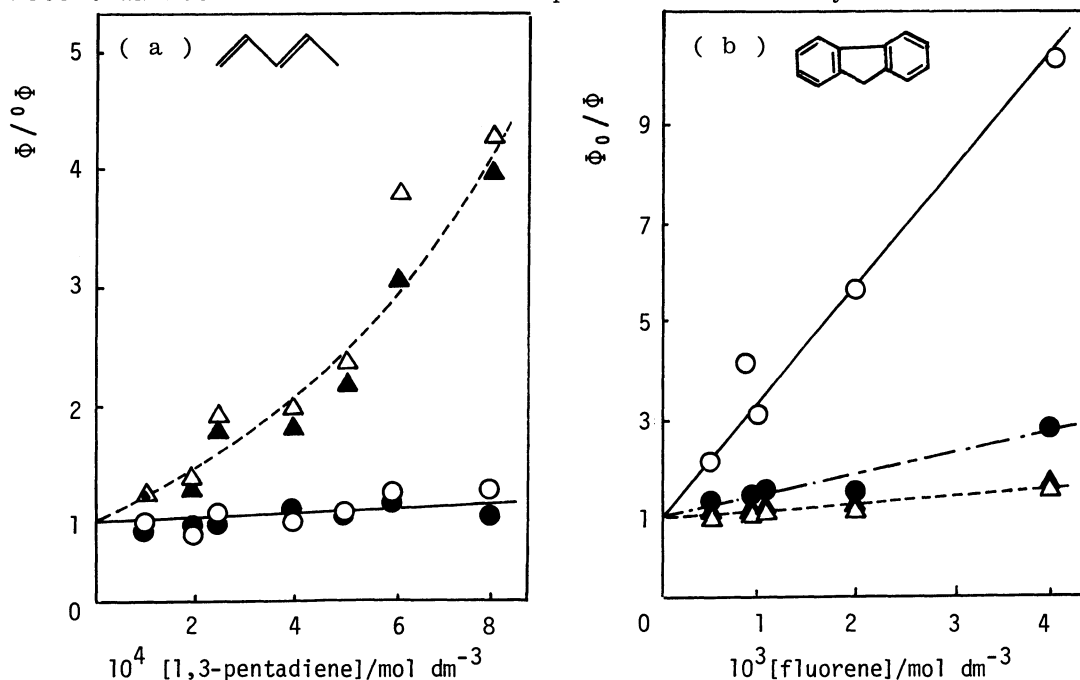 ( a )
5
4
3
2
1
0
Φ/⁰Φ
2 4 6 8
10⁴ [1,3-pentadiene]/mol dm⁻³
( b )
9
7
5
3
1
0
Φ₀/Φ
1 2 3 4
10³[fluorene]/mol dm⁻³